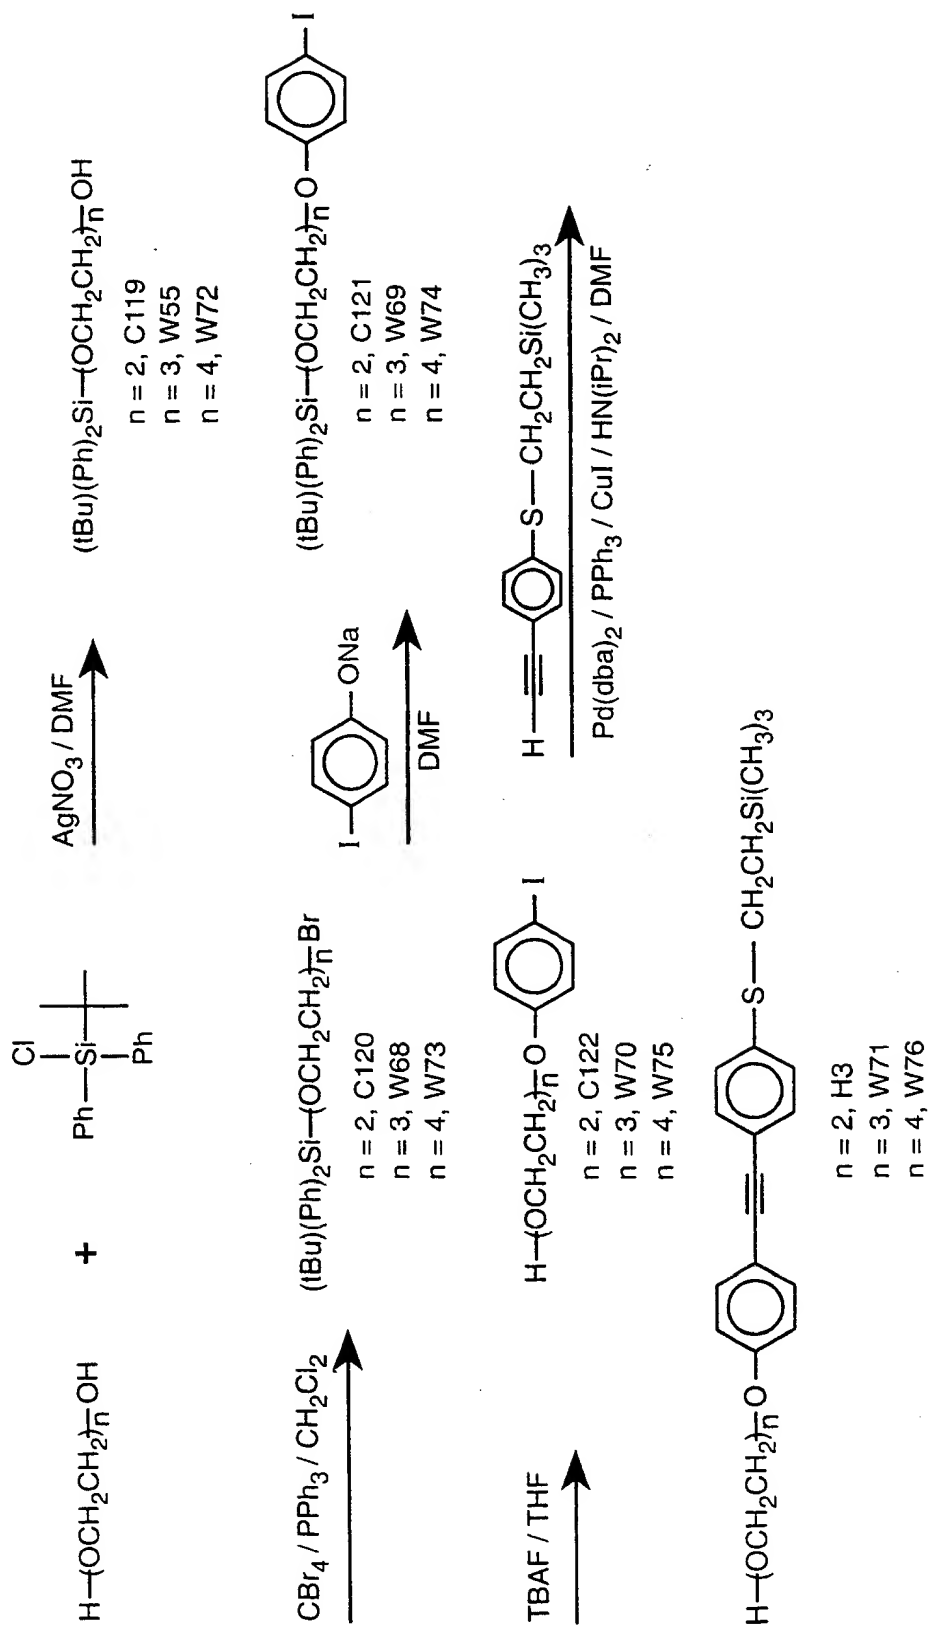 H-(OCH2CH2)n-OH + Ph-Si Cl Ph AgNO3 / DMF (tBu)(Ph)2Si-(OCH2CH2)n-OH
n = 2, C119
n = 3, W55
n = 4, W72
CBr4 / PPh3 / CH2Cl2 (tBu)(Ph)2Si-(OCH2CH2)n-Br I ONa DMF (tBu)(Ph)2Si-(OCH2CH2)n-O I
n = 2, C120
n = 3, W68
n = 4, W73
n = 2, C121
n = 3, W69
n = 4, W74
TBAF / THF H-(OCH2CH2)n-O I H S-CH2CH2Si(CH3)3
Pd(dba)2 / PPh3 / CuI / HN(iPr)2 / DMF
n = 2, C122
n = 3, W70
n = 4, W75
H-(OCH2CH2)n-O S-CH2CH2Si(CH3)3
n = 2, H3
n = 3, W71
n = 4, W76